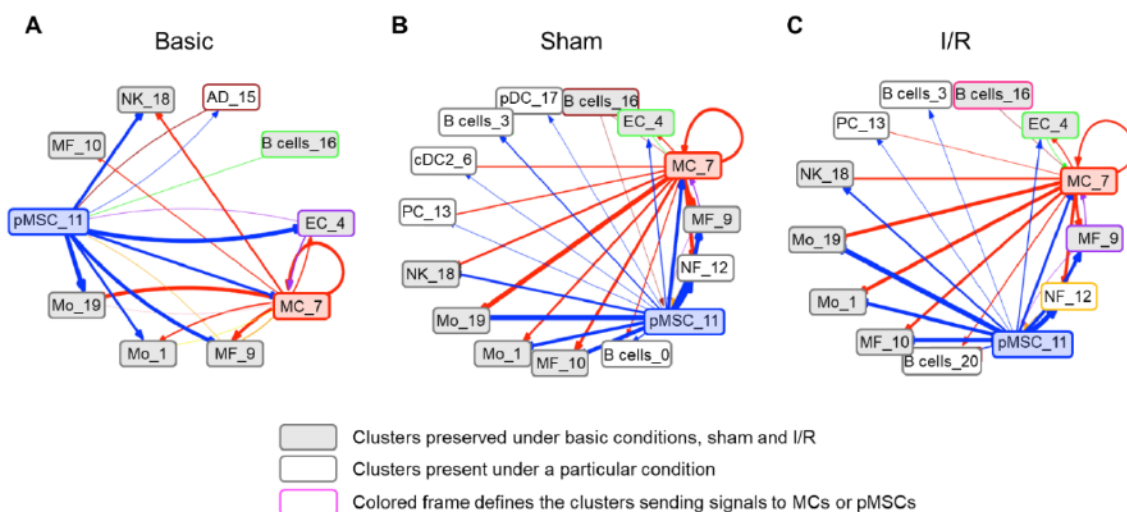 A
Basic
NK_18
AD_15
MF_10
B cells_16
pMSC_11
EC_4
Mo_19
MC_7
Mo_1
MF_9
B
Sham
pDC_17
B cells_16
B cells_3
EC_4
cDC2_6
MC_7
PC_13
MF_9
NK_18
NF_12
Mo_19
pMSC_11
Mo_1
MF_10
B cells_0
C
I/R
B cells_3
B cells_16
PC_13
EC_4
NK_18
MC_7
Mo_19
MF_9
Mo_1
NF_12
MF_10
pMSC_11
B cells_20
Clusters preserved under basic conditions, sham and I/R
Clusters present under a particular condition
Colored frame defines the clusters sending signals to MCs or pMSCs